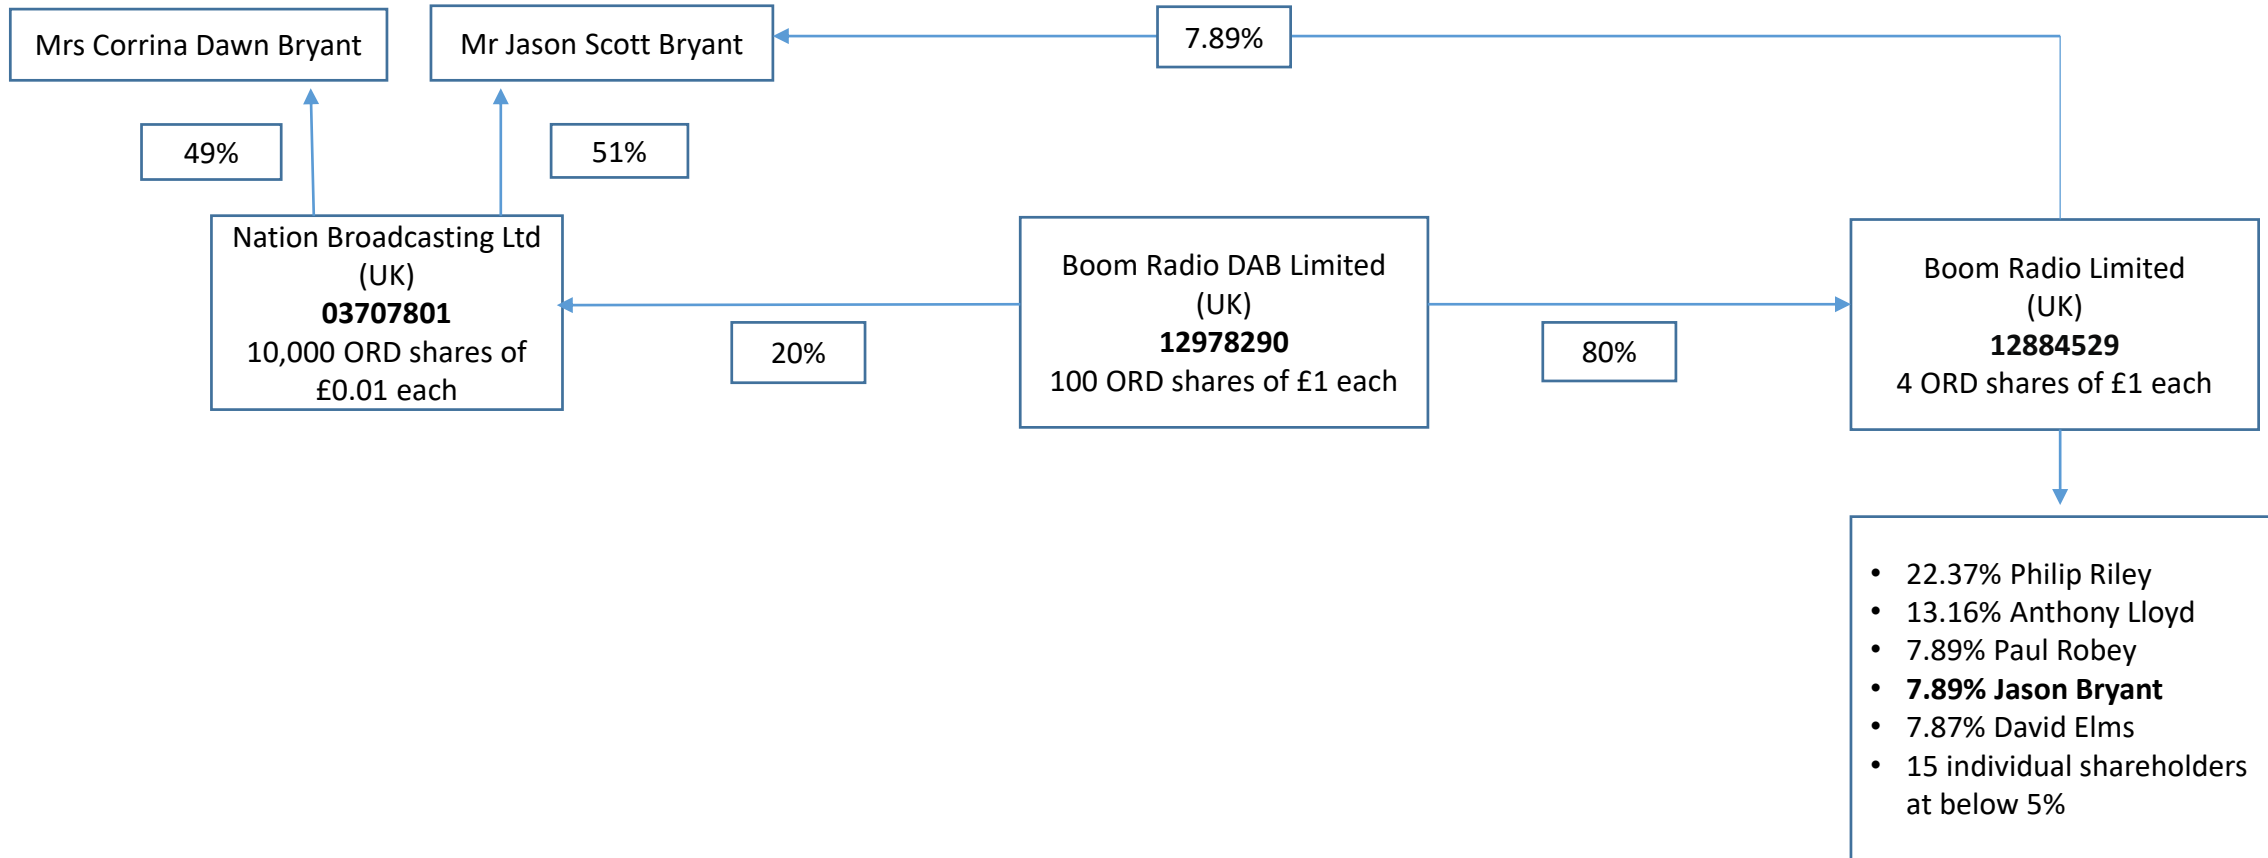 Mrs Corrina Dawn Bryant
Mr Jason Scott Bryant
7.89%
49%
51%
Nation Broadcasting Ltd
(UK)
03707801
10,000 ORD shares of
£0.01 each
20%
Boom Radio DAB Limited
(UK)
12978290
100 ORD shares of £1 each
80%
Boom Radio Limited
(UK)
12884529
4 ORD shares of £1 each
• 22.37% Philip Riley
• 13.16% Anthony Lloyd
• 7.89% Paul Robey
• 7.89% Jason Bryant
• 7.87% David Elms
• 15 individual shareholders
at below 5%